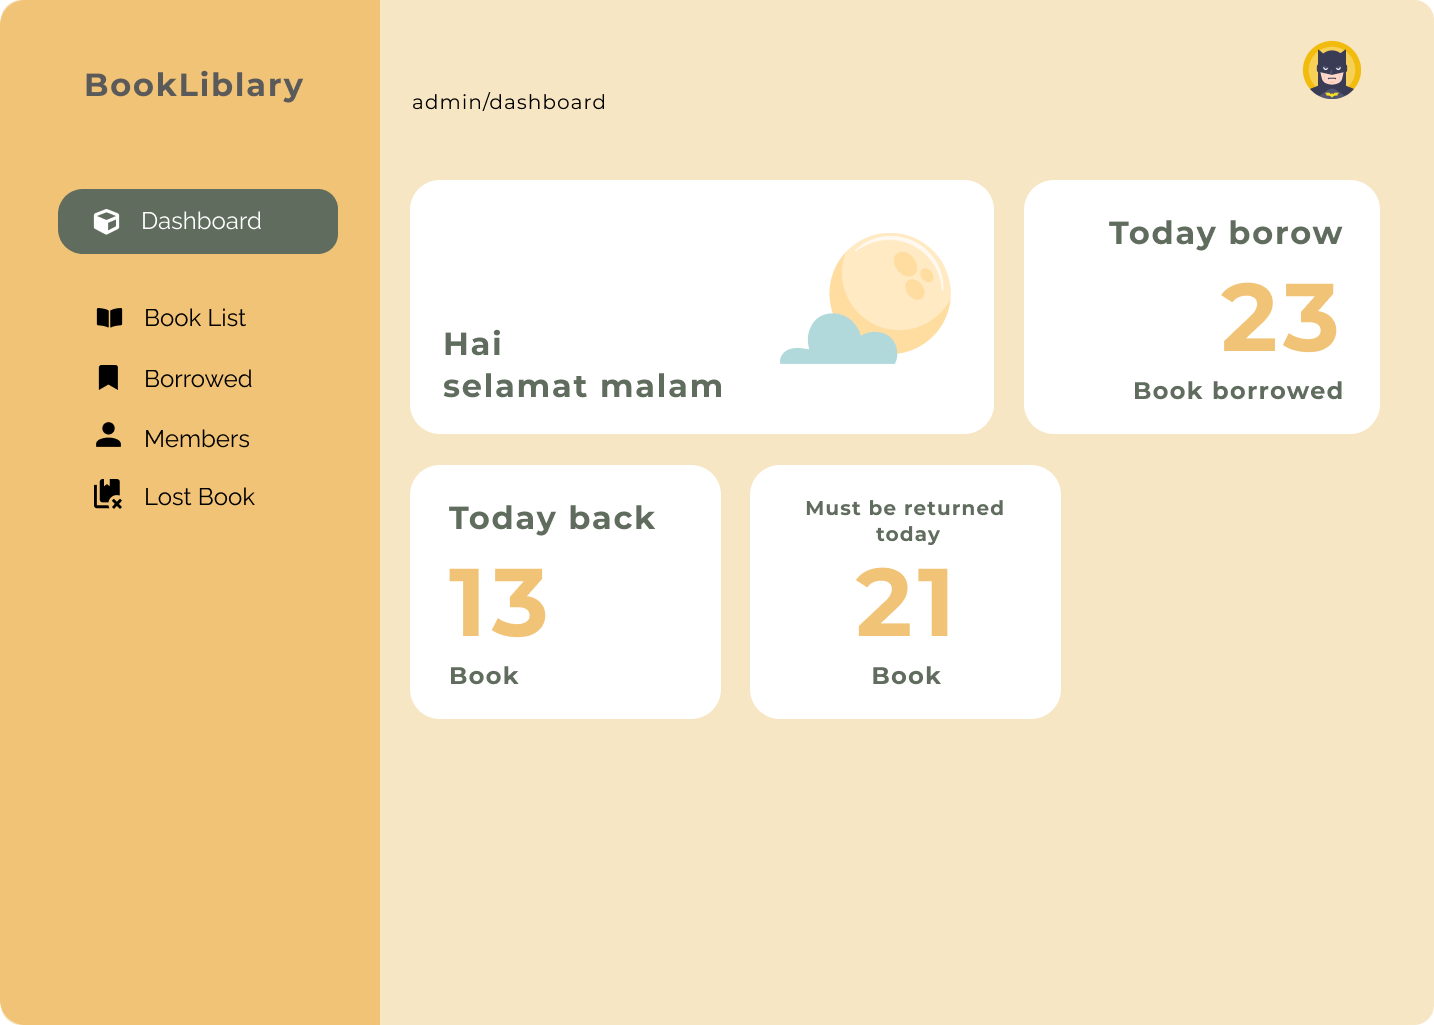 BookLiblary
admin/dashboard
Dashboard
Book List
Borrowed
Members
Lost Book
Hai
selamat malam
Today borow
23
Book borrowed
Today back
13
Book
Must be returned
today
21
Book